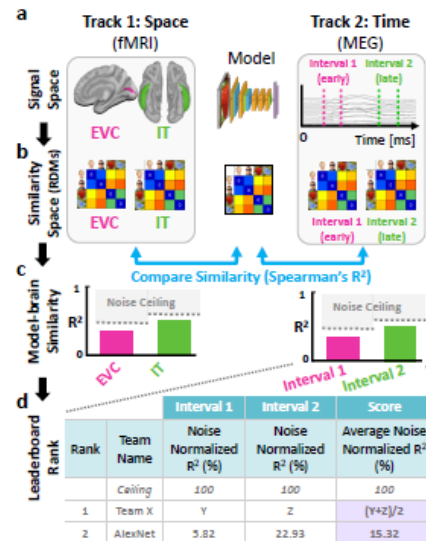 a
Track 1: Space
(fMRI)
Model
Track 2: Time
(MEG)
Signal
Space
EVC
IT
Interval 1
(early)
Interval 2
(late)
0
Time [ms]
b
Similarity
Space (RDMs)
EVC
IT
Interval 1
(early)
Interval 2
(late)
Compare Similarity (Spearman's R²)
c
Model-brain
Similarity
1
R²
0
Noise Ceiling
EVC
IT
1
R²
0
Noise Ceiling
Interval 1
Interval 2
d
Leaderboard
Rank
Interval 1
Interval 2
Score
Rank
Team
Name
Noise
Normalized
R² (%)
Noise
Normalized
R² (%)
Average Noise
Normalized R²
(%)
Ceiling 100 100 100
1 Team X Y Z (Y+Z)/2
2 AlexNet 5.82 22.93 15.32